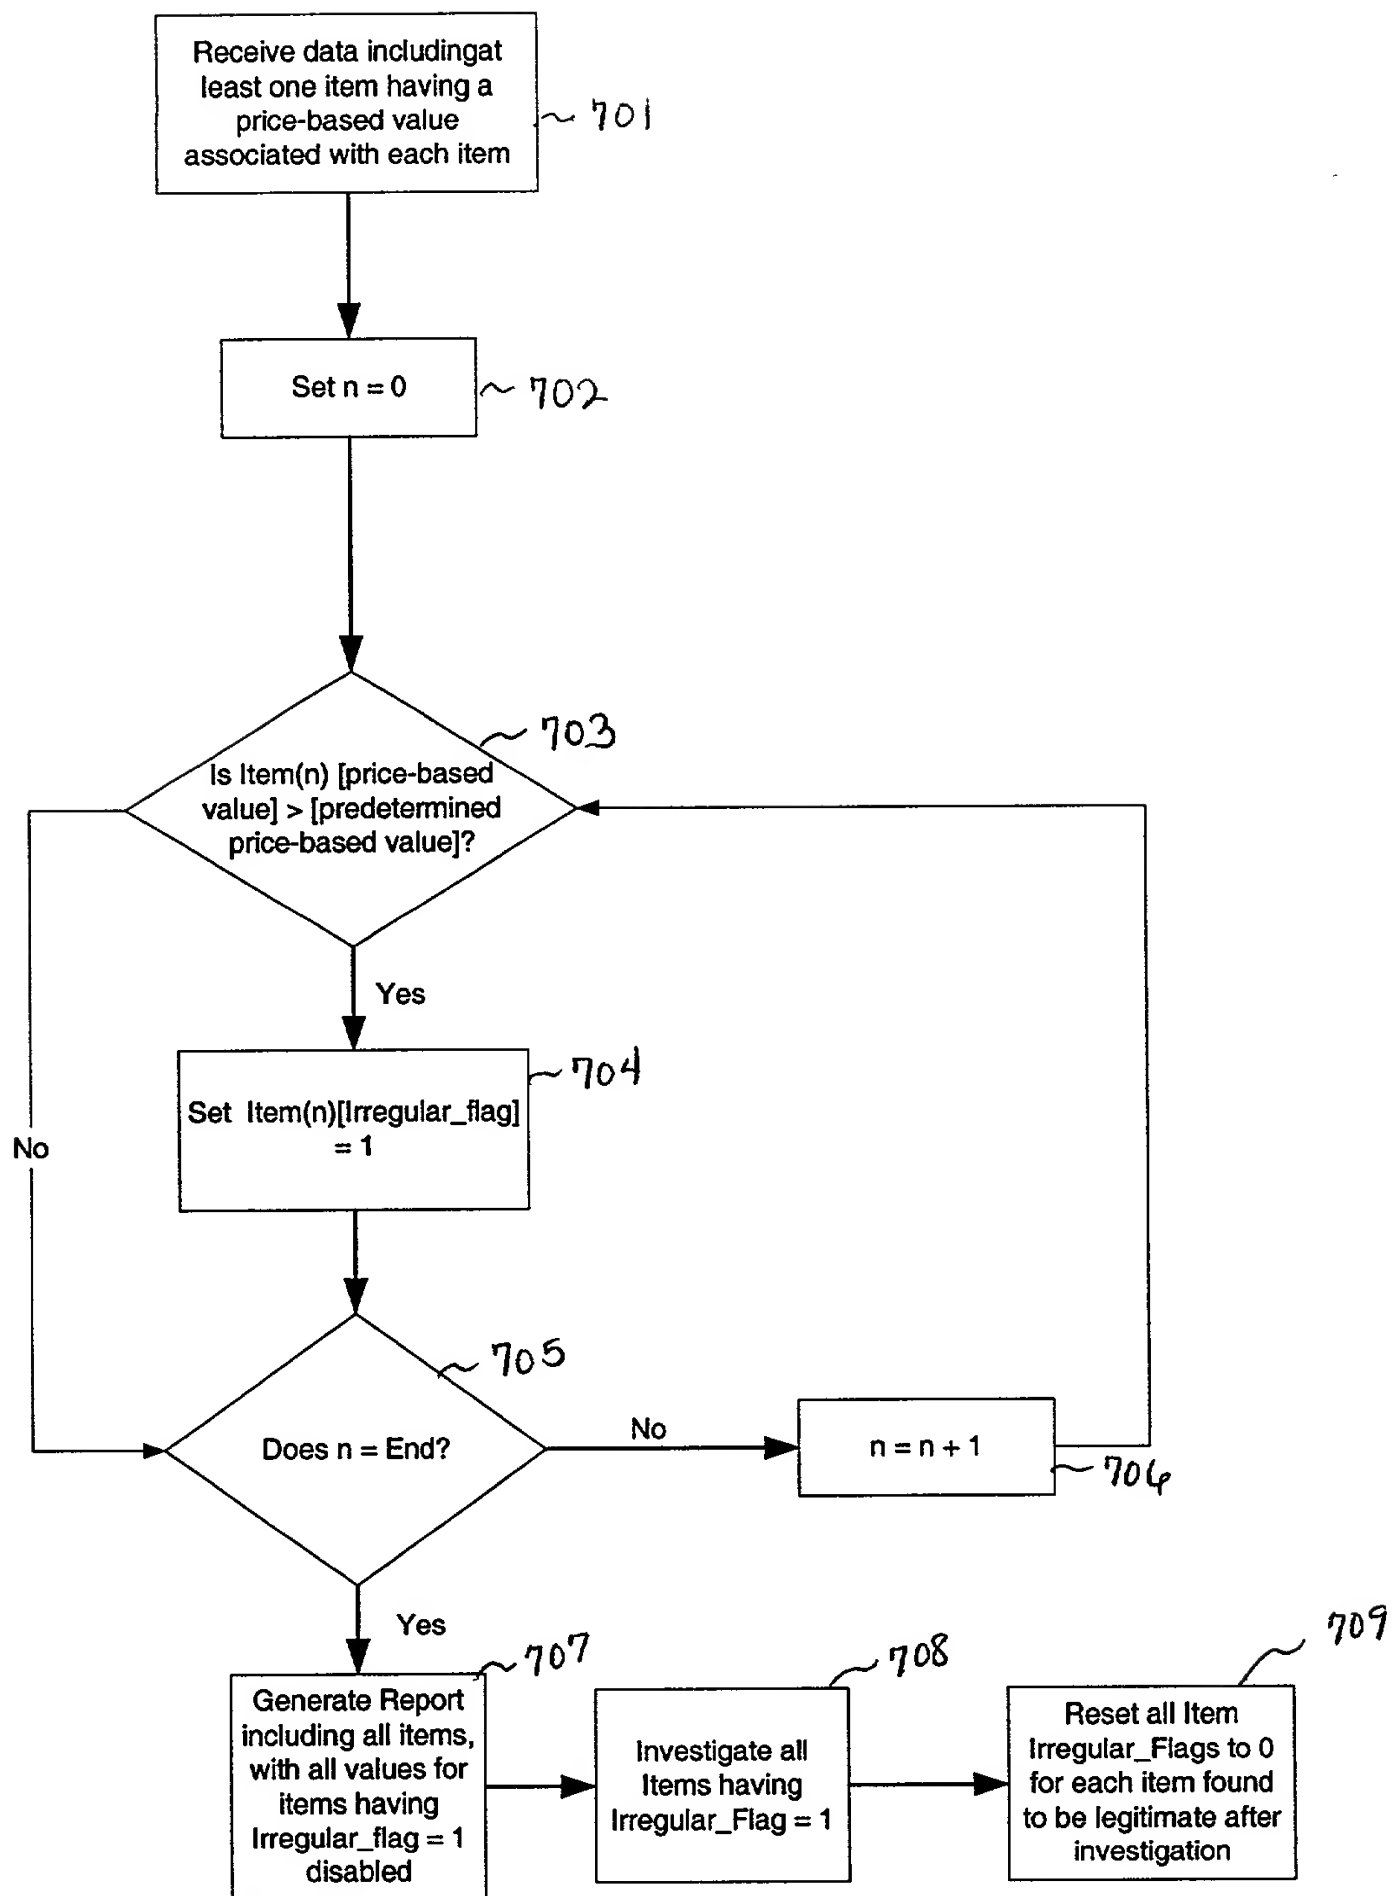 Receive data includingat
least one item having a
price-based value
associated with each item
701
Set n = 0
702
703
Is Item(n) [price-based
value] > [predetermined
price-based value]?
Yes
704
Set Item(n)[Irregular_flag]
= 1
No
705
Does n = End?
No
n = n + 1
706
Yes
707
Generate Report
including all items,
with all values for
items having
Irregular_flag = 1
disabled
708
Investigate all
Items having
Irregular_Flag = 1
709
Reset all Item
Irregular_Flags to 0
for each item found
to be legitimate after
investigation